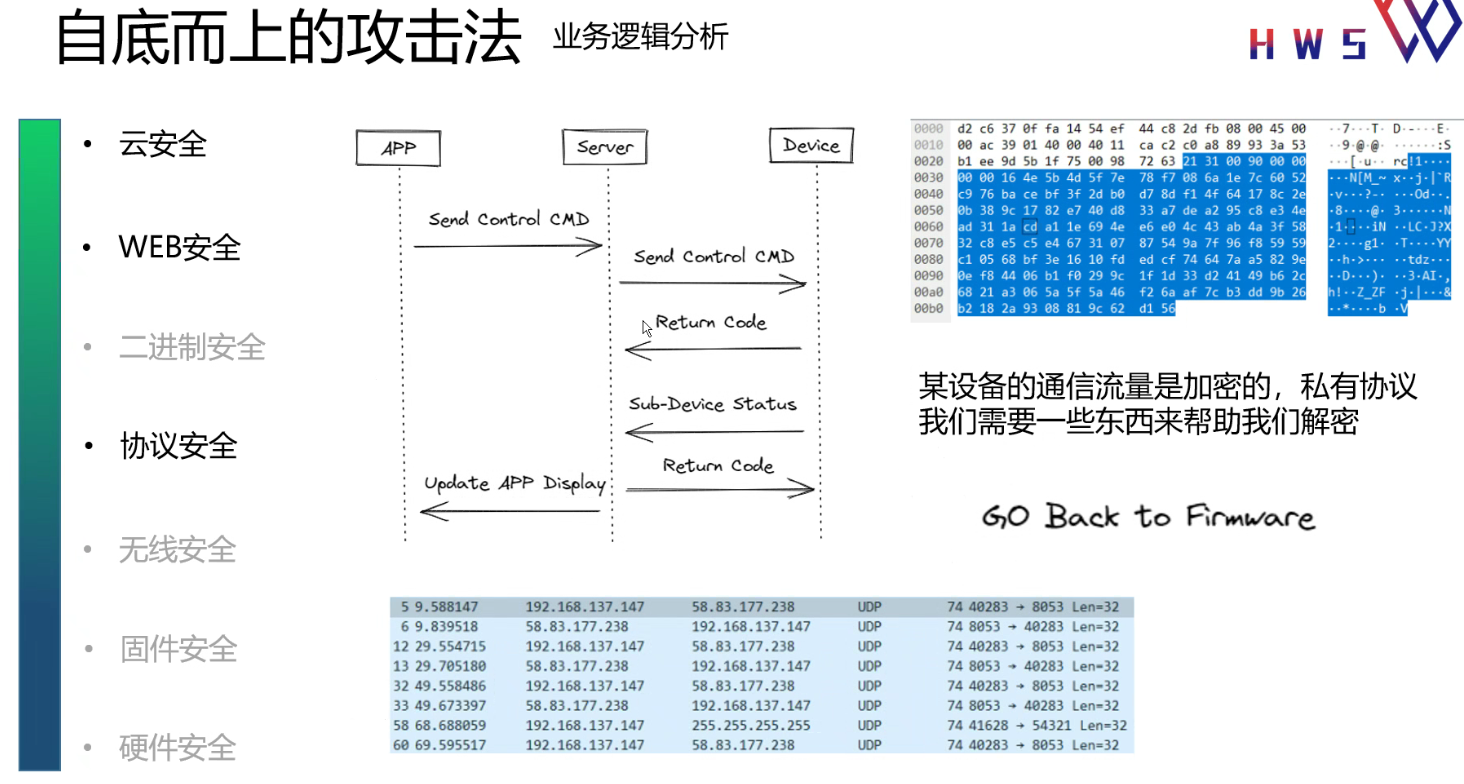 自底而上的攻击法 业务逻辑分析
HWS
• 云安全
• WEB安全
• 二进制安全
• 协议安全
• 无线安全
• 固件安全
• 硬件安全
APP Server Device
Send Control CMD
Send Control CMD
Return Code
Sub-Device Status
Return Code
Update APP Display
0000 d2 c6 37 0f fa 14 54 ef 44 c8 2d fb 08 00 45 00 ··7···T· D·-···E·
0010 00 ac 39 01 40 00 40 11 ca c2 c0 a8 89 93 3a 53 ··9·@·@· ······:S
0020 b1 ee 9d 5b 1f 75 00 98 72 63 21 31 00 90 00 00 ···[·u·· rc!1····
0030 00 00 16 4e 5b 4d 5f 7e 78 f7 08 6a 1e 7c 60 52 ···N[M_~ x··j·|`R
0040 c9 76 ba ce bf 3f 2d b0 d7 8d f1 4f 64 17 8c 2e
0050 0b 38 9c 17 82 e7 40 d8 33 a7 de a2 95 c8 e3 4e ·8····@· 3······N
0060 ad 31 1a cd a1 1e 69 4e e6 e0 4c 43 ab 4a 3f 58
0070 32 c8 e5 c5 e4 67 31 07 87 54 9a 7f 96 f8 59 59 2····g1· ·T····YY
0080 c1 05 68 bf 3e 16 10 fd ed cf 74 64 7a a5 82 9e ··h·>··· ··tdz···
0090 0e f8 44 06 b1 f0 29 9c 1f 1d 33 d2 41 49 b6 2c ··D···)· ··3·AI·,
00a0 68 21 a3 06 5a 5f 5a 46 f2 6a af 7c b3 dd 9b 26 h!··Z_ZF ·j·|···&
00b0 b2 18 2a 93 08 81 9c 62 d1 56 ··*····b ·V
某设备的通信流量是加密的，私有协议
我们需要一些东西来帮助我们解密
GO Back to Firmware
5 9.588147 192.168.137.147 58.83.177.238 UDP 74 40283 → 8053 Len=32
6 9.839518 58.83.177.238 192.168.137.147 UDP 74 8053 → 40283 Len=32
12 29.554715 192.168.137.147 58.83.177.238 UDP 74 40283 → 8053 Len=32
13 29.705180 58.83.177.238 192.168.137.147 UDP 74 8053 → 40283 Len=32
32 49.558486 192.168.137.147 58.83.177.238 UDP 74 40283 → 8053 Len=32
33 49.673397 58.83.177.238 192.168.137.147 UDP 74 8053 → 40283 Len=32
58 68.688059 192.168.137.147 255.255.255.255 UDP 74 41628 → 54321 Len=32
60 69.595517 192.168.137.147 58.83.177.238 UDP 74 40283 → 8053 Len=32